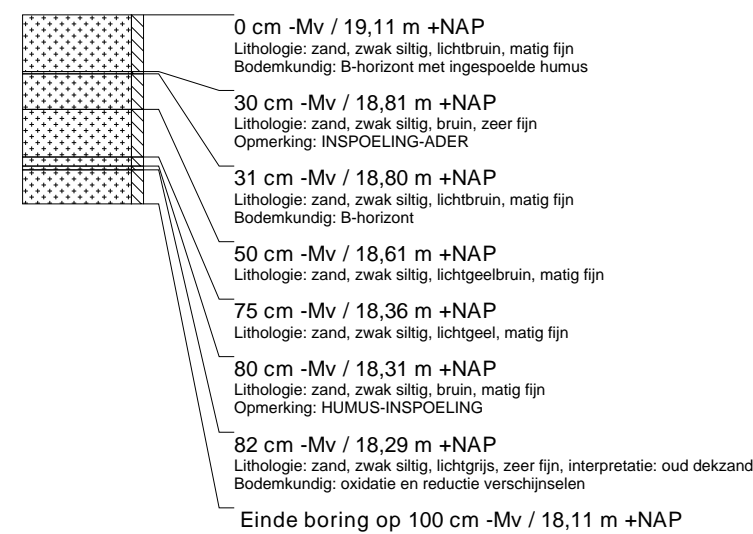 0 cm -Mv / 19,11 m +NAP
Lithologie: zand, zwak siltig, lichtbruin, matig fijn
Bodemkundig: B-horizont met ingespoelde humus
30 cm -Mv / 18,81 m +NAP
Lithologie: zand, zwak siltig, bruin, zeer fijn
Opmerking: INSPOELING-ADER
31 cm -Mv / 18,80 m +NAP
Lithologie: zand, zwak siltig, lichtbruin, matig fijn
Bodemkundig: B-horizont
50 cm -Mv / 18,61 m +NAP
Lithologie: zand, zwak siltig, lichtgeelbruin, matig fijn
75 cm -Mv / 18,36 m +NAP
Lithologie: zand, zwak siltig, lichtgeel, matig fijn
80 cm -Mv / 18,31 m +NAP
Lithologie: zand, zwak siltig, bruin, matig fijn
Opmerking: HUMUS-INSPOELING
82 cm -Mv / 18,29 m +NAP
Lithologie: zand, zwak siltig, lichtgrijs, zeer fijn, interpretatie: oud dekzand
Bodemkundig: oxidatie en reductie verschijnselen
Einde boring op 100 cm -Mv / 18,11 m +NAP